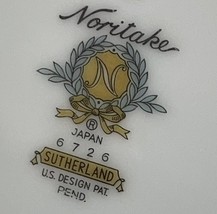 Noritake
N
®
JAPAN
6726
SUTHERLAND
U.S. DESIGN PAT.
PEND.